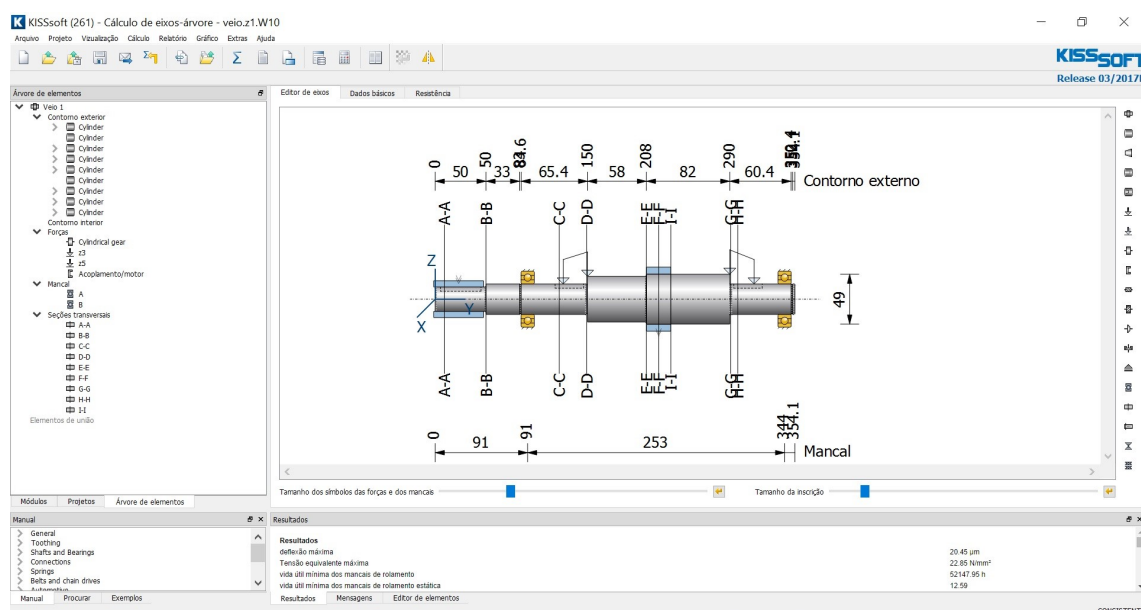 KISSsoft (261) - Cálculo de eixos-árvore - veio.z1.W10
Arquivo Projeto Vizualização Cálculo Relatório Gráfico Extras Ajuda
KISSSOFT
Release 03/2017
Árvore de elementos
Veio 1
Contorno exterior
Cylinder
Cylinder
Cylinder
Cylinder
Cylinder
Cylinder
Cylinder
Cylinder
Cylinder
Contorno interior
Forças
Cylindrical gear
z3
z5
Acoplamento/motor
Mancal
A
B
Seções transversais
A-A
B-B
C-C
D-D
E-E
F-F
G-G
H-H
I-I
Elementos de união
Módulos Projetos Árvore de elementos
Editor de eixos Dados básicos Resistência
0 50 84.6 150 208 290 354.1
50 33 65.4 58 82 60.4
Contorno externo
A-A B-B C-C D-D E-E F-F I-I G-G H-H
Z
Y
X
49
A-A B-B C-C D-D E-E F-F I-I G-G H-H
0 91 344 354.1
91 253
Mancal
Tamanho dos símbolos das forças e dos mancais
Tamanho da inscrição
Manual
General
Toothing
Shafts and Bearings
Connections
Springs
Belts and chain drives
Automotive
Manual Procurar Exemplos
Resultados
Resultados
deflexão máxima 20.45 µm
Tensão equivalente máxima 22.85 N/mm²
vida útil mínima dos mancais de rolamento 52147.95 h
vida útil mínima dos mancais de rolamento estática 12.59
Resultados Mensagens Editor de elementos
CONSISTENT